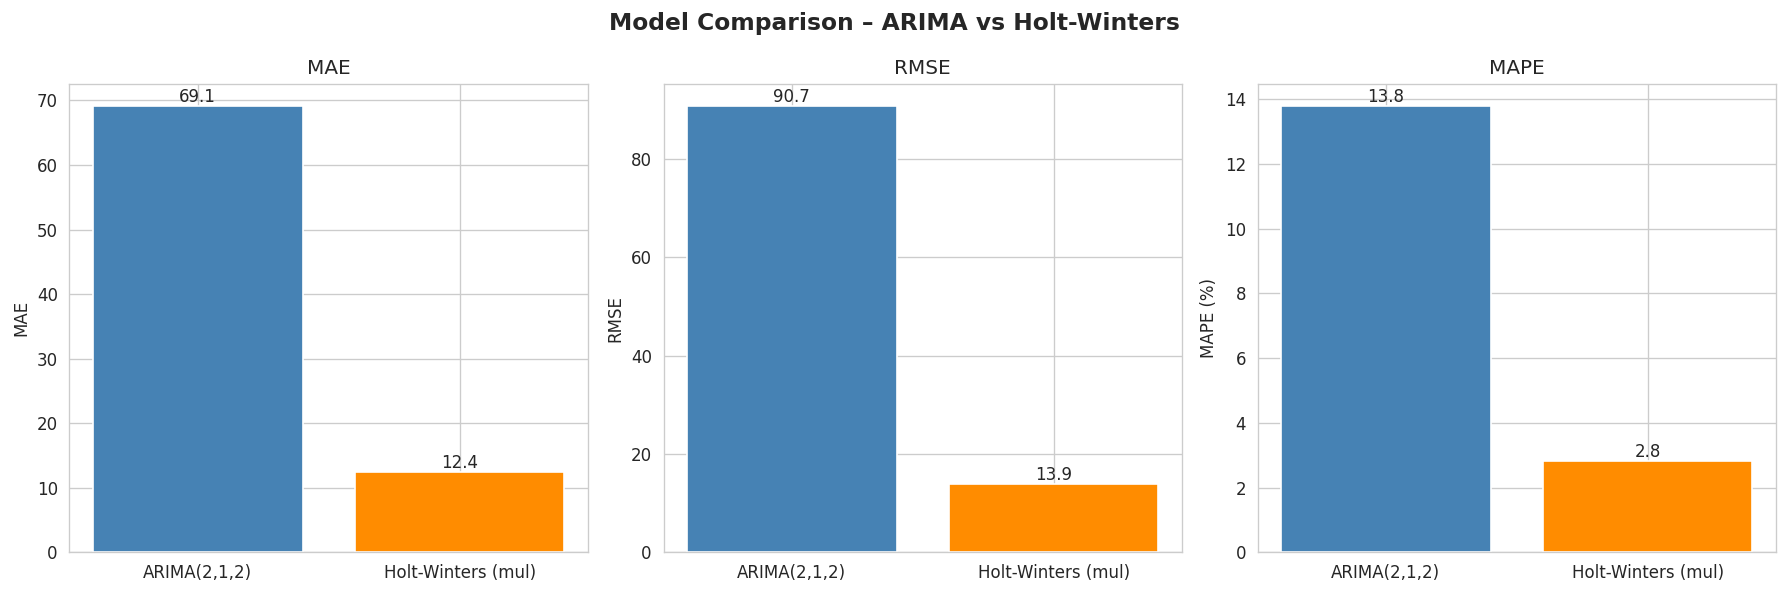 Model Comparison – ARIMA vs Holt-Winters
MAE
MAE
70
60
50
40
30
20
10
0
69.1
12.4
ARIMA(2,1,2)
Holt-Winters (mul)
RMSE
RMSE
80
60
40
20
0
90.7
13.9
ARIMA(2,1,2)
Holt-Winters (mul)
MAPE
MAPE (%)
14
12
10
8
6
4
2
0
13.8
2.8
ARIMA(2,1,2)
Holt-Winters (mul)